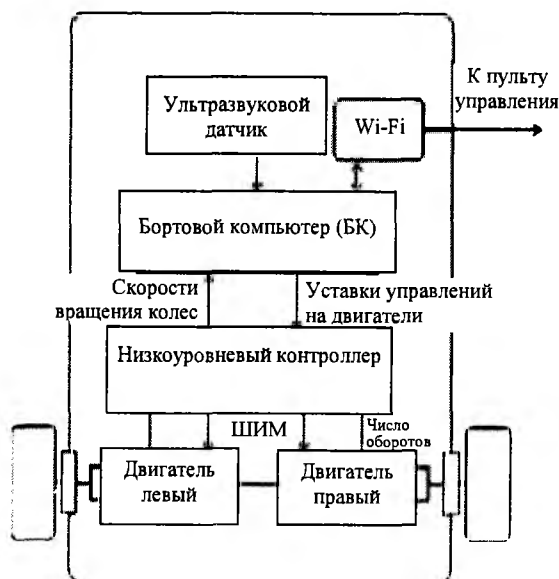 К пульту
управления
Ультразвуковой
датчик
Wi-Fi
Бортовой компьютер (БК)
Скорости
вращения колес
Уставки управлений
на двигатели
Низкоуровневый контроллер
ШИМ
Число
оборотов
Двигатель
левый
Двигатель
правый